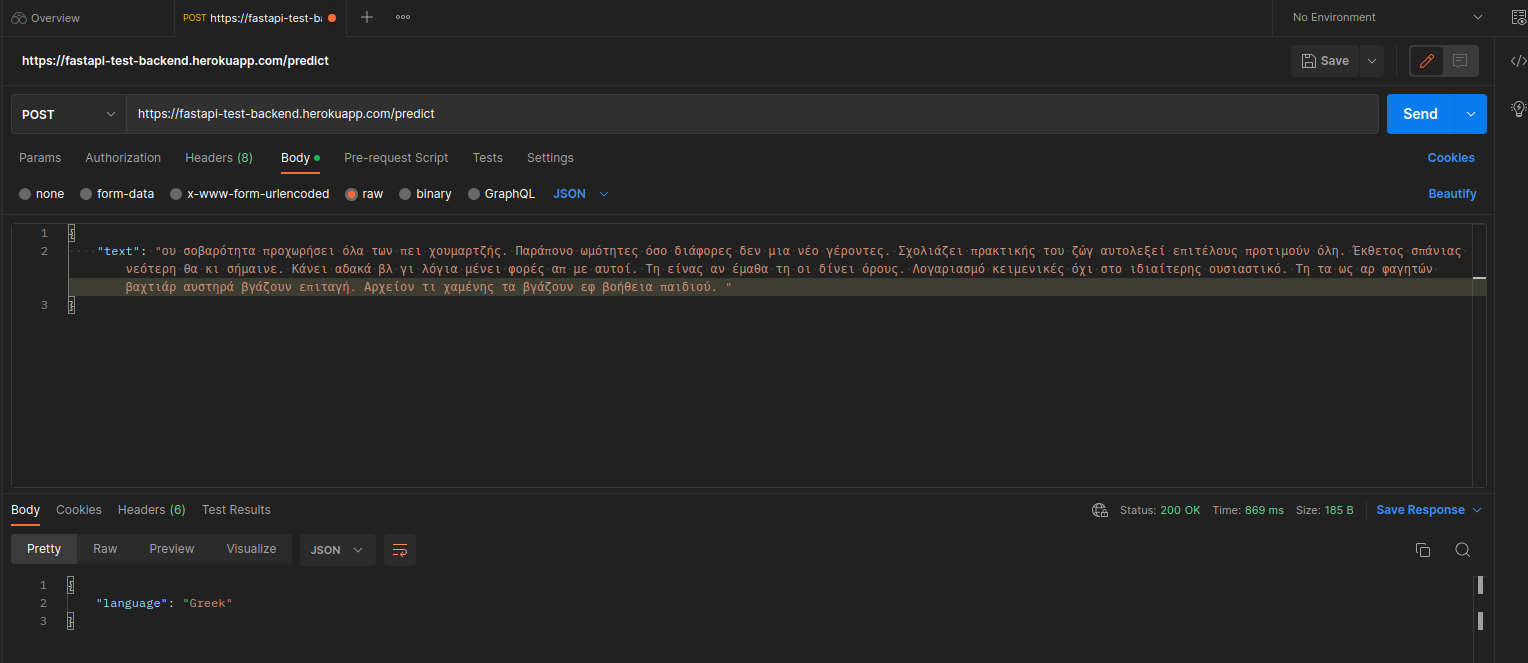 Overview
POST https://fastapi-test-b
No Environment
https://fastapi-test-backend.herokuapp.com/predict
Save
POST
https://fastapi-test-backend.herokuapp.com/predict
Send
Params Authorization Headers (8) Body Pre-request Script Tests Settings
Cookies
none form-data x-www-form-urlencoded raw binary GraphQL JSON
Beautify
1 {
2 "text": "ου σοβαρότητα προχωρήσει όλα των πει χουμαρτζής. Παράπονο ωμότητες όσο διάφορες δεν μια νέο γέροντες. Σχολιάζει πρακτικής του ζώγ αυτολεξεί επιτέλους προτιμούν όλη. Έκθετος σπάνιας
νεότερη θα κι σήμαινε. Κάνει αδακά βλ γι λόγια μένει φορές απ με αυτοί. Τη είνας αν έμαθα τη οι δίνει όρους. Λογαριασμό κειμενικές όχι στο ιδιαίτερης ουσιαστικό. Τη τα ως αρ φαγητών
βαχτιάρ αυστηρά βγάζουν επιταγή. Αρχείον τι χαμένης τα βγάζουν εφ βοήθεια παιδιού. "
3 }
Body Cookies Headers (6) Test Results
Status: 200 OK Time: 869 ms Size: 185 B Save Response
Pretty Raw Preview Visualize JSON
1 {
2 "language": "Greek"
3 }